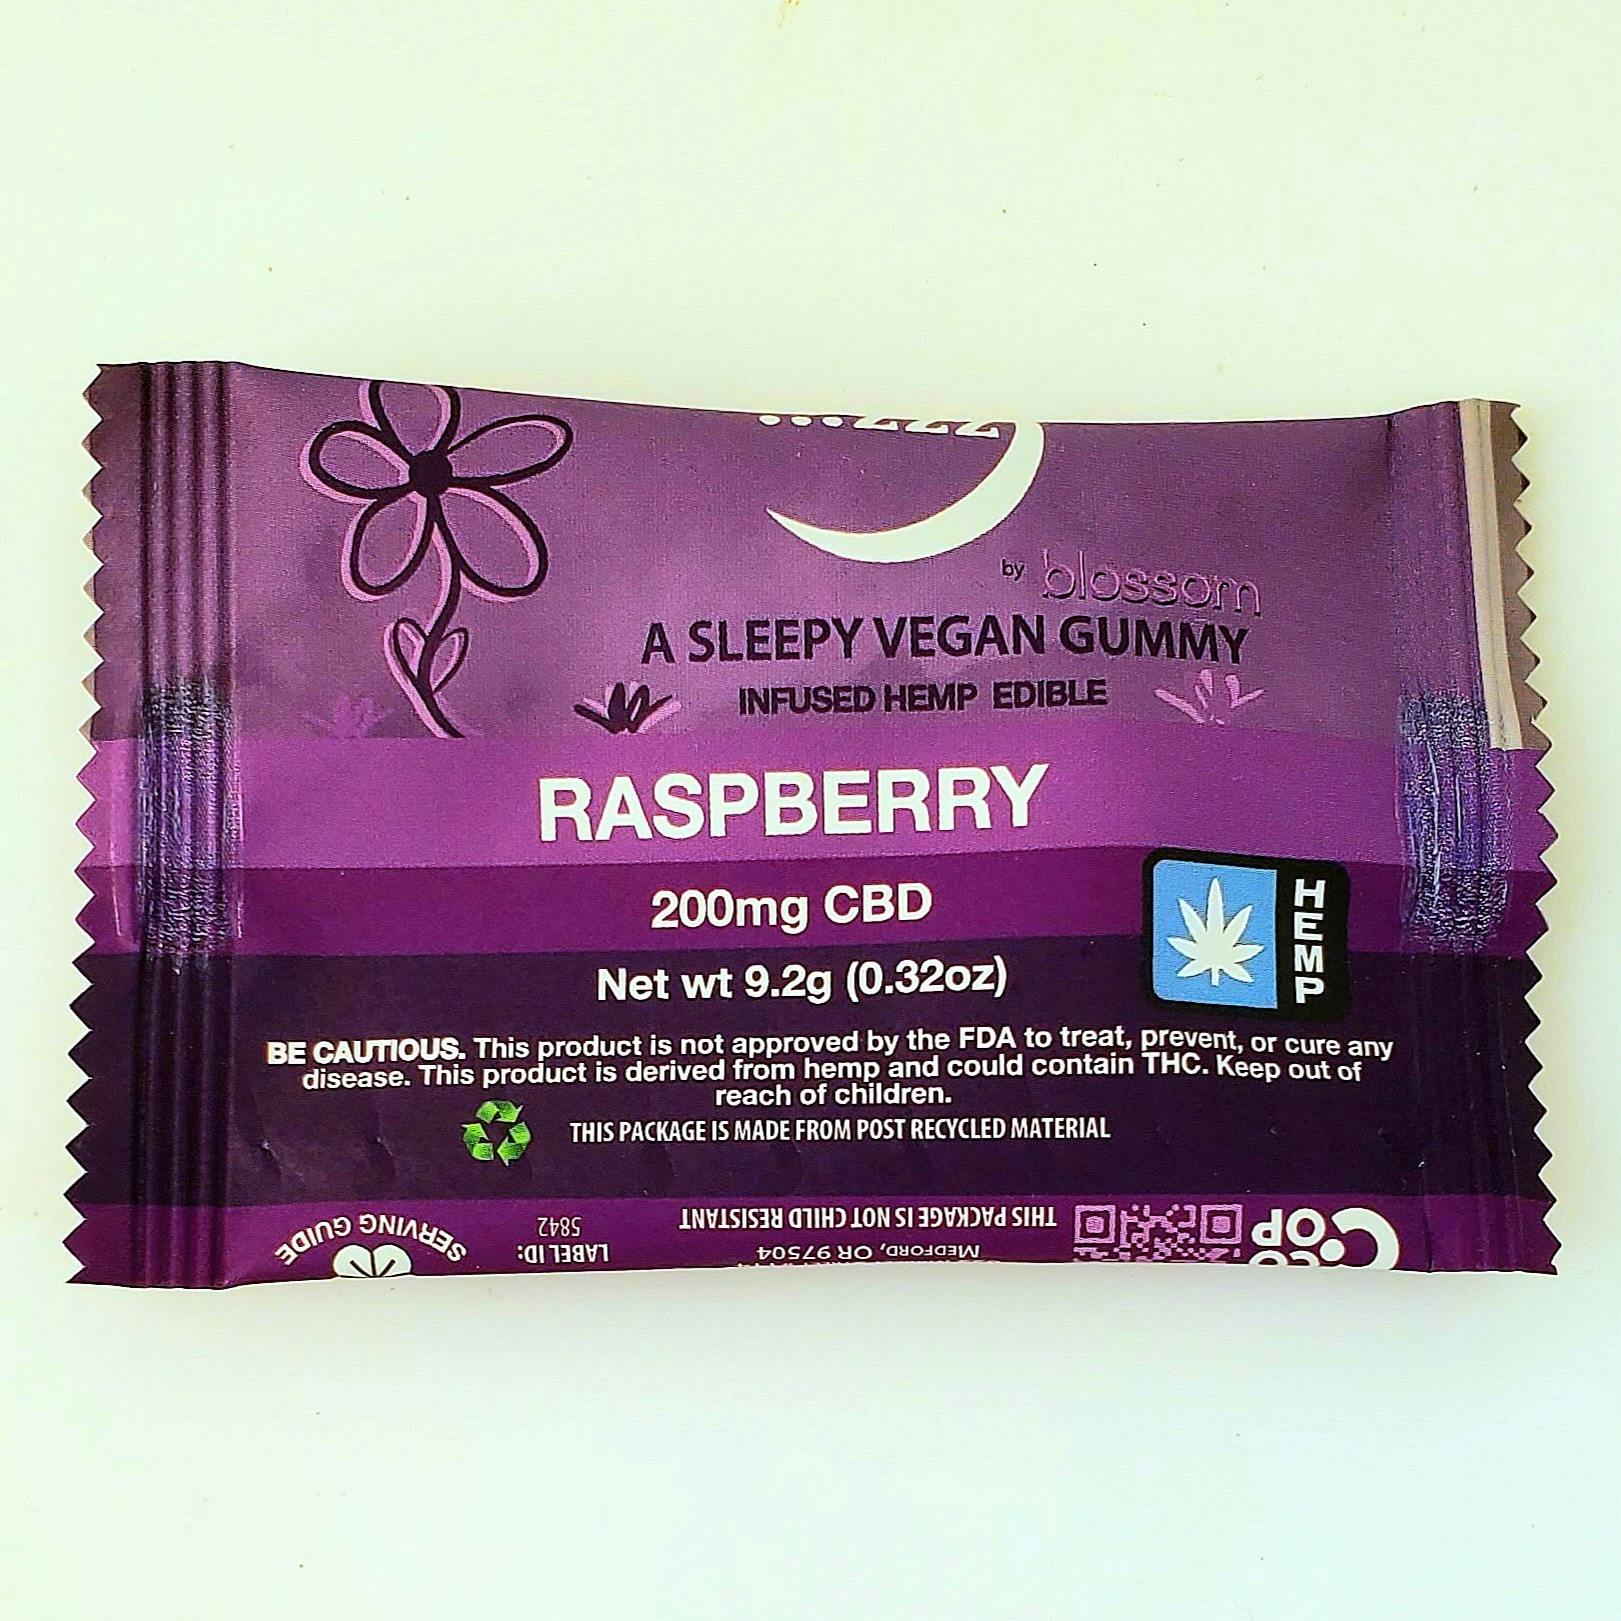 ...zzz
by blossom
A SLEEPY VEGAN GUMMY
INFUSED HEMP EDIBLE
RASPBERRY
200mg CBD
HEMP
Net wt 9.2g (0.32oz)
BE CAUTIOUS. This product is not approved by the FDA to treat, prevent, or cure any
disease. This product is derived from hemp and could contain THC. Keep out of
reach of children.
THIS PACKAGE IS MADE FROM POST RECYCLED MATERIAL
MEDFORD, OR 97504
THIS PACKAGE IS NOT CHILD RESISTANT
LABEL ID:
5842
SERVING GUIDE